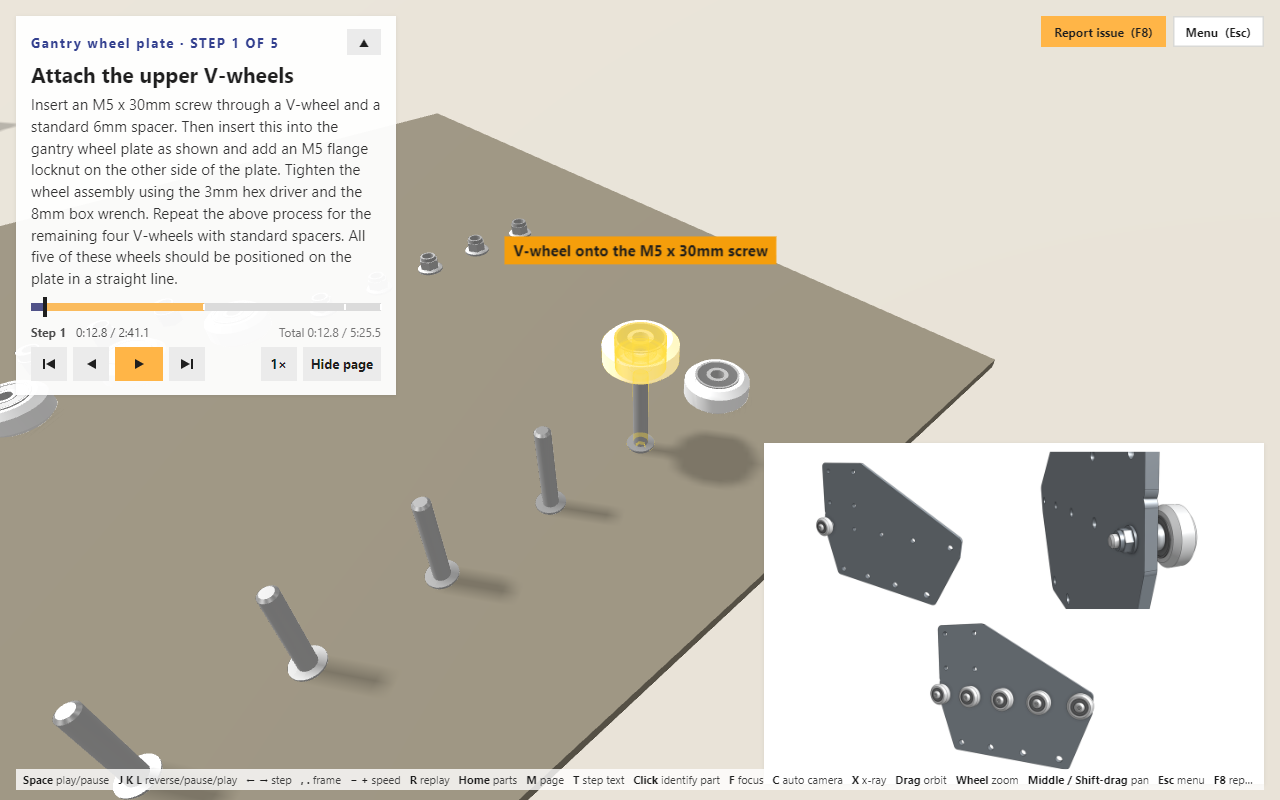 Gantry wheel plate · STEP 1 OF 5
▲
Report issue (F8)
Menu (Esc)
Attach the upper V-wheels
Insert an M5 x 30mm screw through a V-wheel and a
standard 6mm spacer. Then insert this into the
gantry wheel plate as shown and add an M5 flange
locknut on the other side of the plate. Tighten the
wheel assembly using the 3mm hex driver and the
8mm box wrench. Repeat the above process for the
remaining four V-wheels with standard spacers. All
five of these wheels should be positioned on the
plate in a straight line.
V-wheel onto the M5 x 30mm screw
Step 1 0:12.8 / 2:41.1
Total 0:12.8 / 5:25.5
1×
Hide page
Space play/pause J K L reverse/pause/play ← → step , . frame − + speed R replay Home parts M page T step text Click identify part F focus C auto camera X x-ray Drag orbit Wheel zoom Middle / Shift-drag pan Esc menu F8 rep...